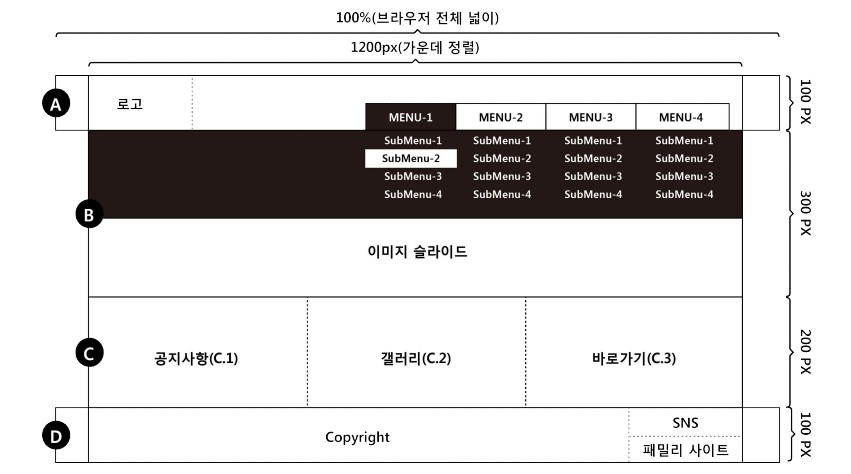 100%(브라우저 전체 넓이)
1200px(가운데 정렬)
A
로고
MENU-1 MENU-2 MENU-3 MENU-4
100 PX
SubMenu-1 SubMenu-1 SubMenu-1 SubMenu-1
SubMenu-2 SubMenu-2 SubMenu-2 SubMenu-2
SubMenu-3 SubMenu-3 SubMenu-3 SubMenu-3
SubMenu-4 SubMenu-4 SubMenu-4 SubMenu-4
B
300 PX
이미지 슬라이드
C
공지사항(C.1) 갤러리(C.2) 바로가기(C.3)
200 PX
D
Copyright
SNS
패밀리 사이트
100 PX